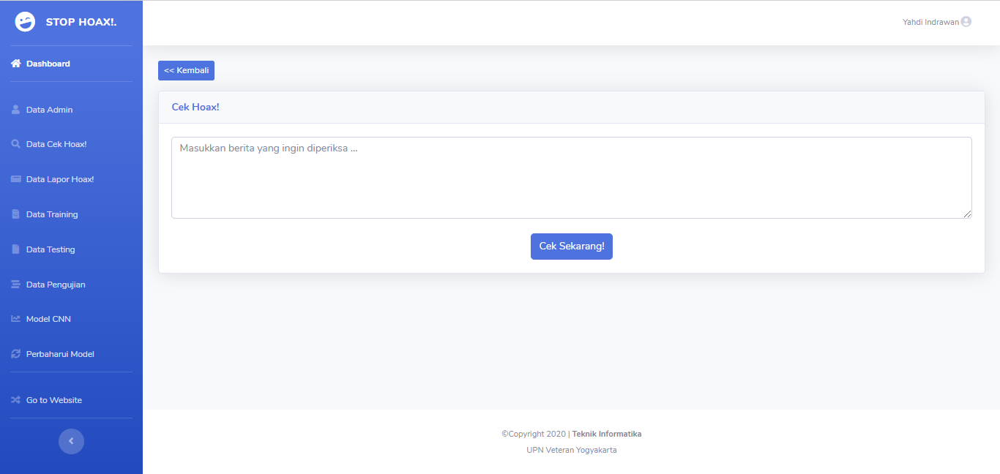 STOP HOAX!.
Yahdi Indrawan
Dashboard
Data Admin
Data Cek Hoax!
Data Lapor Hoax!
Data Training
Data Testing
Data Pengujian
Model CNN
Perbaharui Model
Go to Website
<< Kembali
Cek Hoax!
Masukkan berita yang ingin diperiksa ...
Cek Sekarang!
©Copyright 2020 | Teknik Informatika
UPN Veteran Yogyakarta